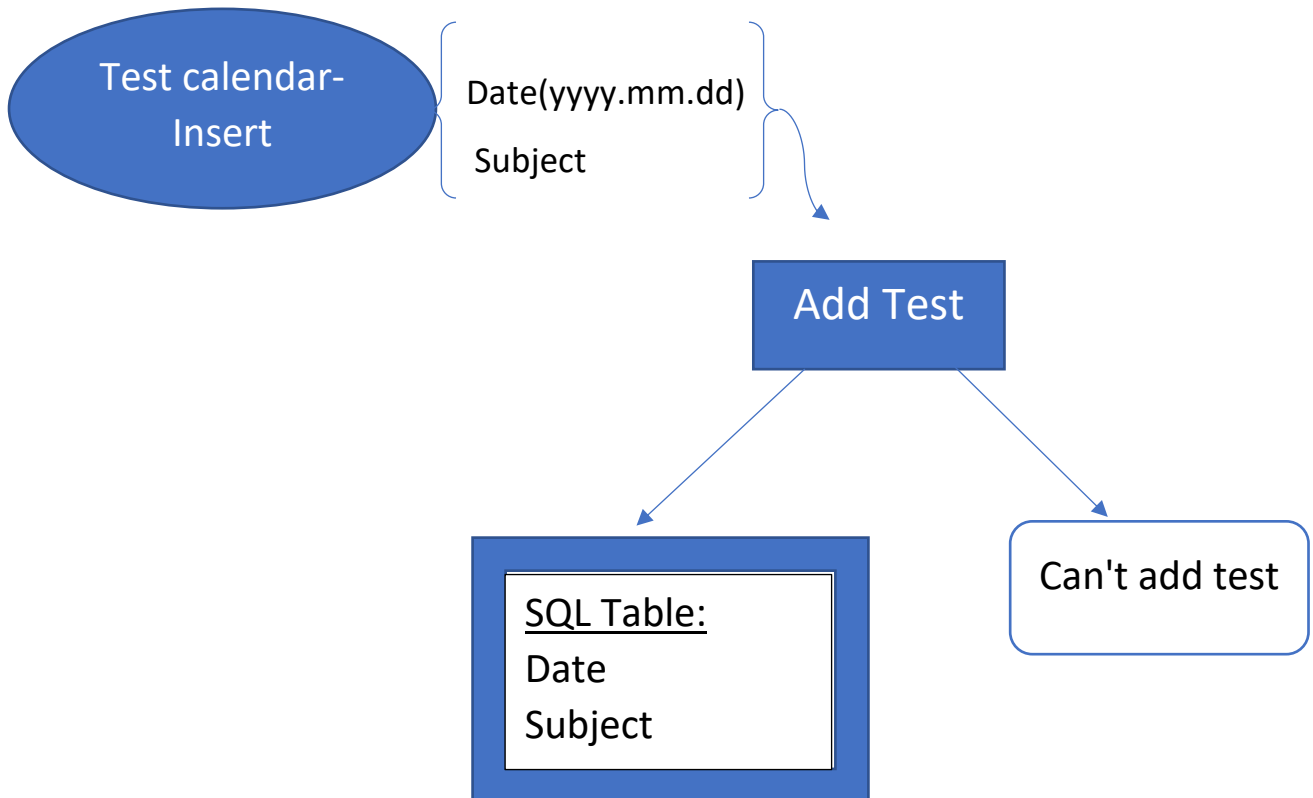 Test calendar-
Insert
Date(yyyy.mm.dd)
Subject
Add Test
SQL Table:
Date
Subject
Can't add test